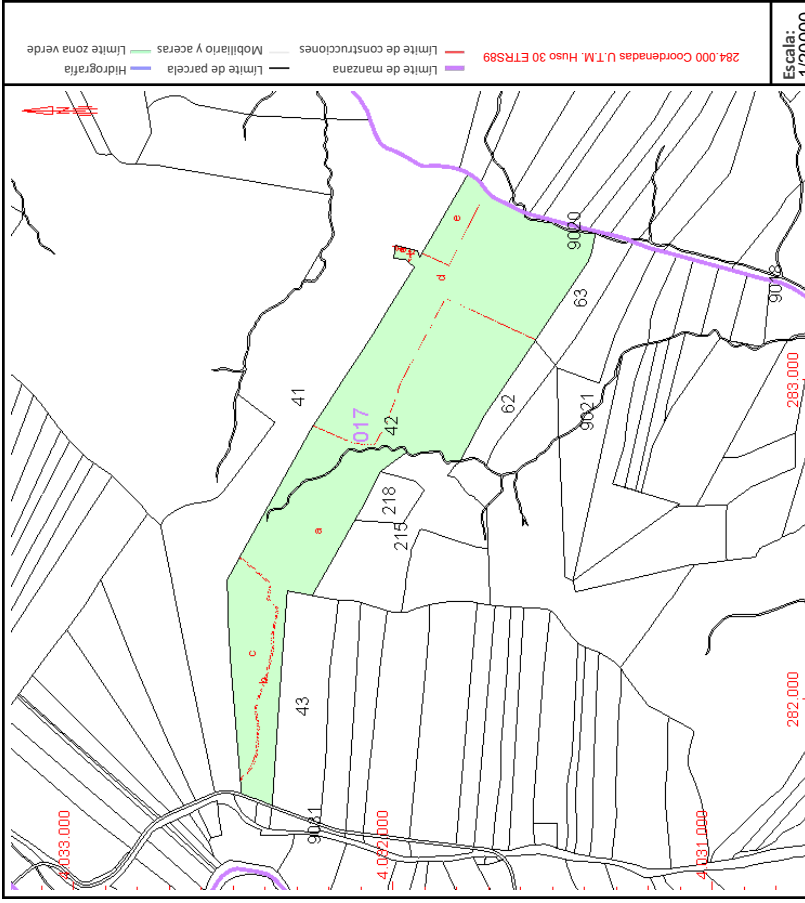 284.000 Coordenadas U.T.M. Huso 30 ETRS89
Límite de manzana
Límite de construcciones
Límite de parcela
Mobiliario y aceras
Hidrografía
Límite zona verde
Escala:
1/20000
e
9020
d
63
41
017
42
62
9021
283.000
218
215
a
c
b
43
282.000
9031
4.033.000
4.032.000
4.031.000